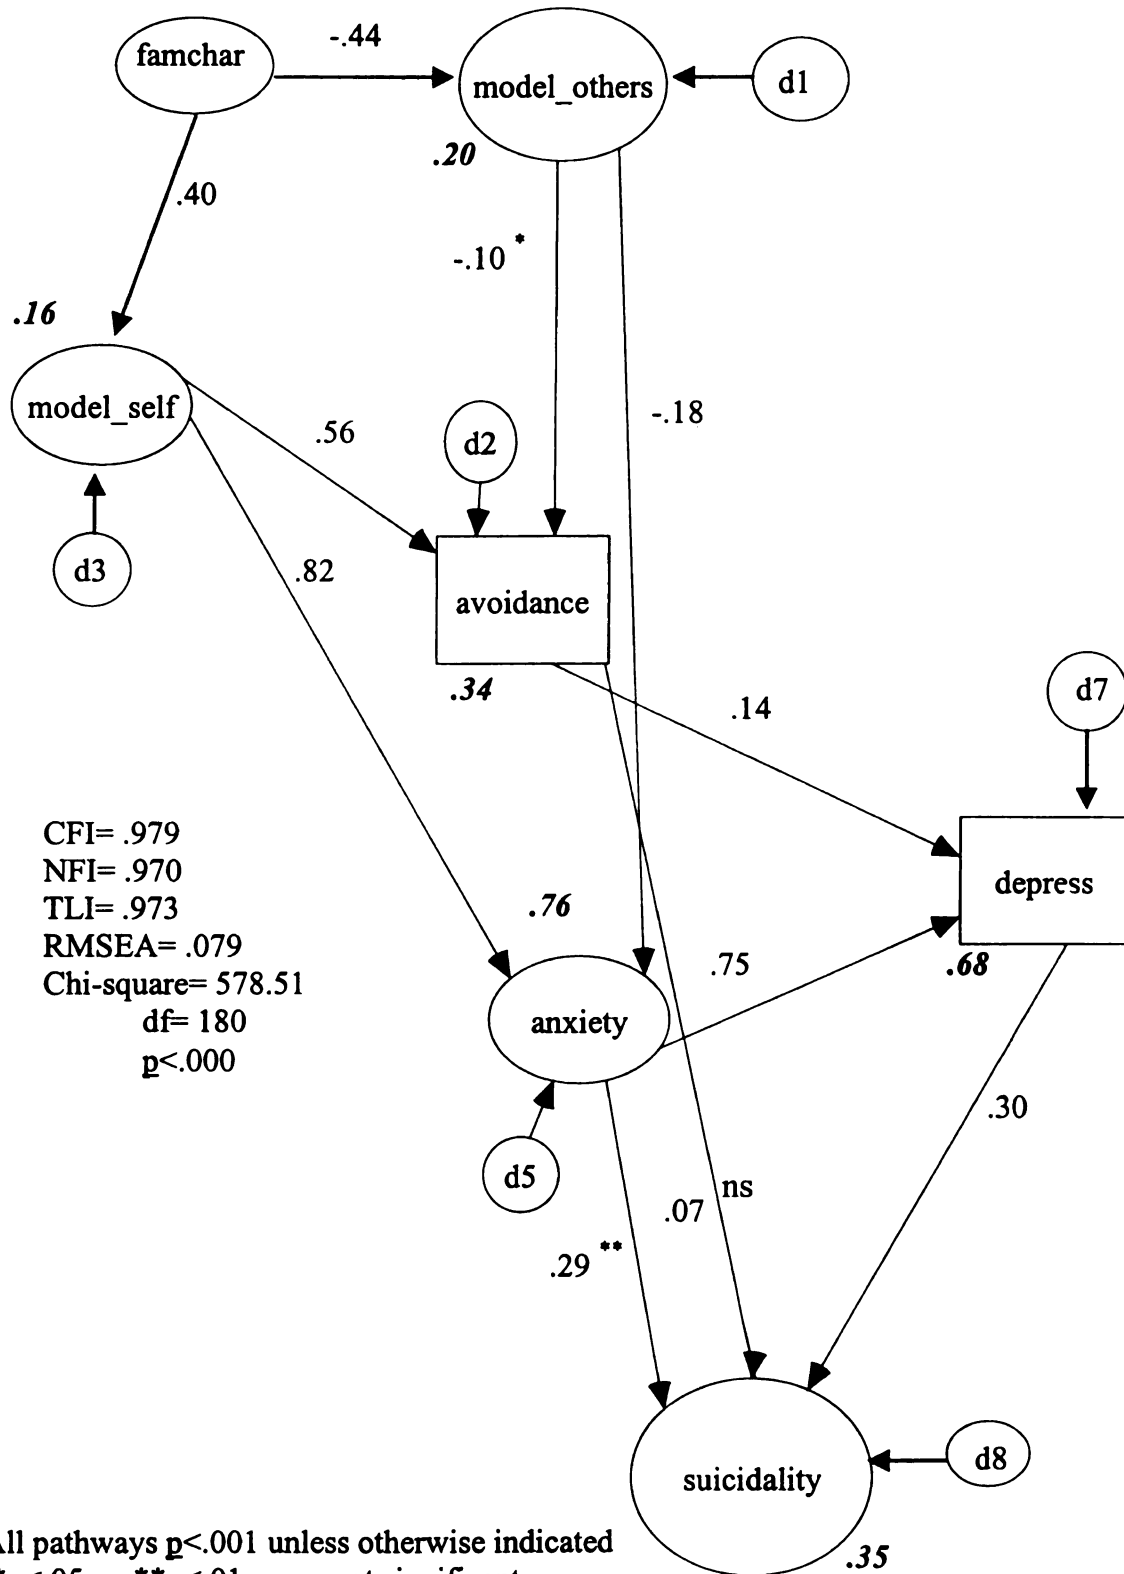 famchar
-.44
model_others
d1
.20
.40
-.10 *
.16
model_self
.56
-.18
d2
d3
.82
avoidance
.34
.14
d7
CFI= .979
NFI= .970
TLI= .973
RMSEA= .079
Chi-square= 578.51
df= 180
p<.000
.76
depress
.75
.68
anxiety
.30
d5
.07 ns
.29 **
suicidality
d8
.35
All pathways p<.001 unless otherwise indicated